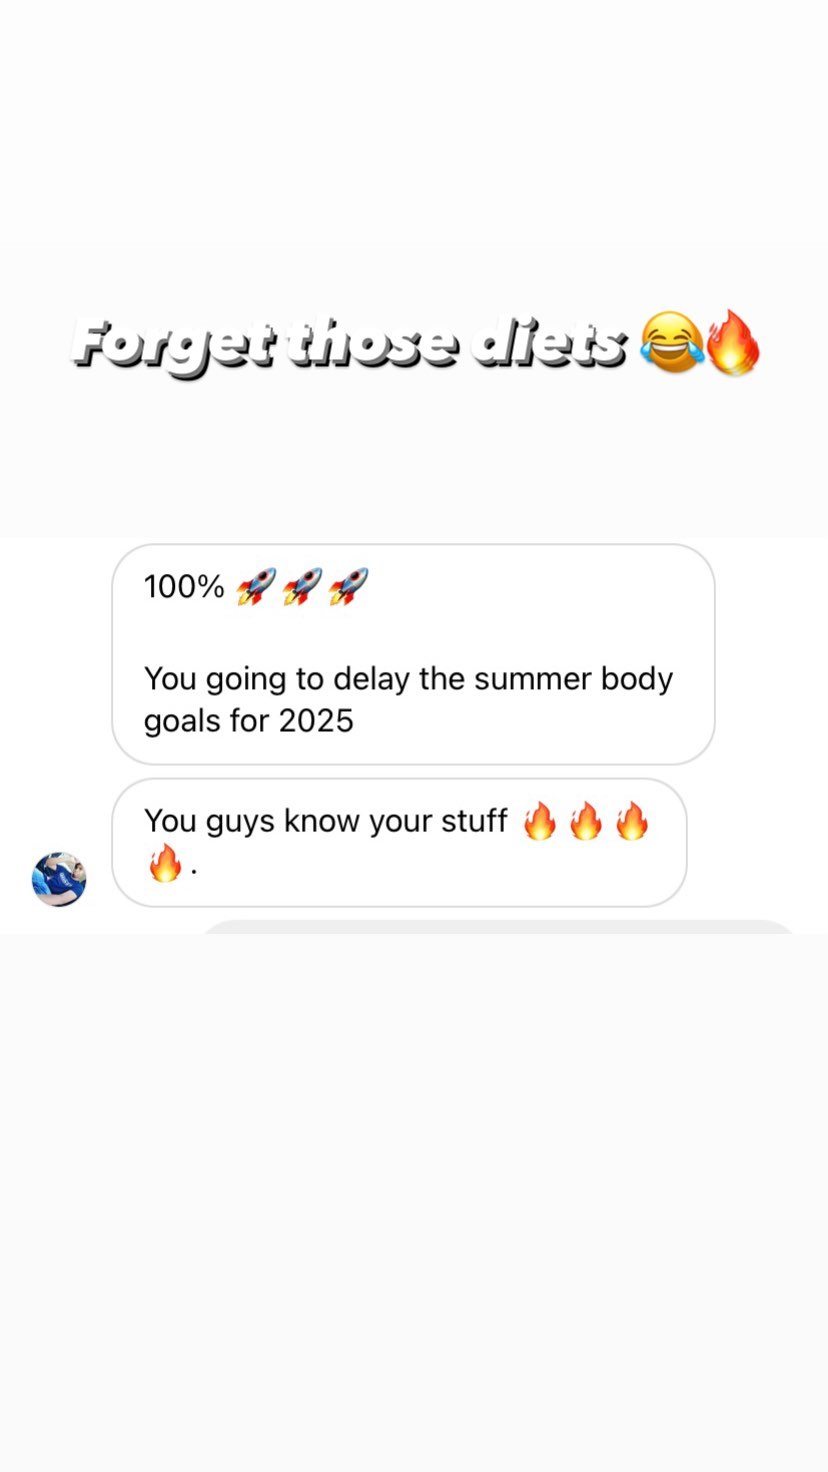 Forget those diets 😂🔥
100% 🚀🚀🚀
You going to delay the summer body
goals for 2025
You guys know your stuff 🔥🔥🔥
🔥.